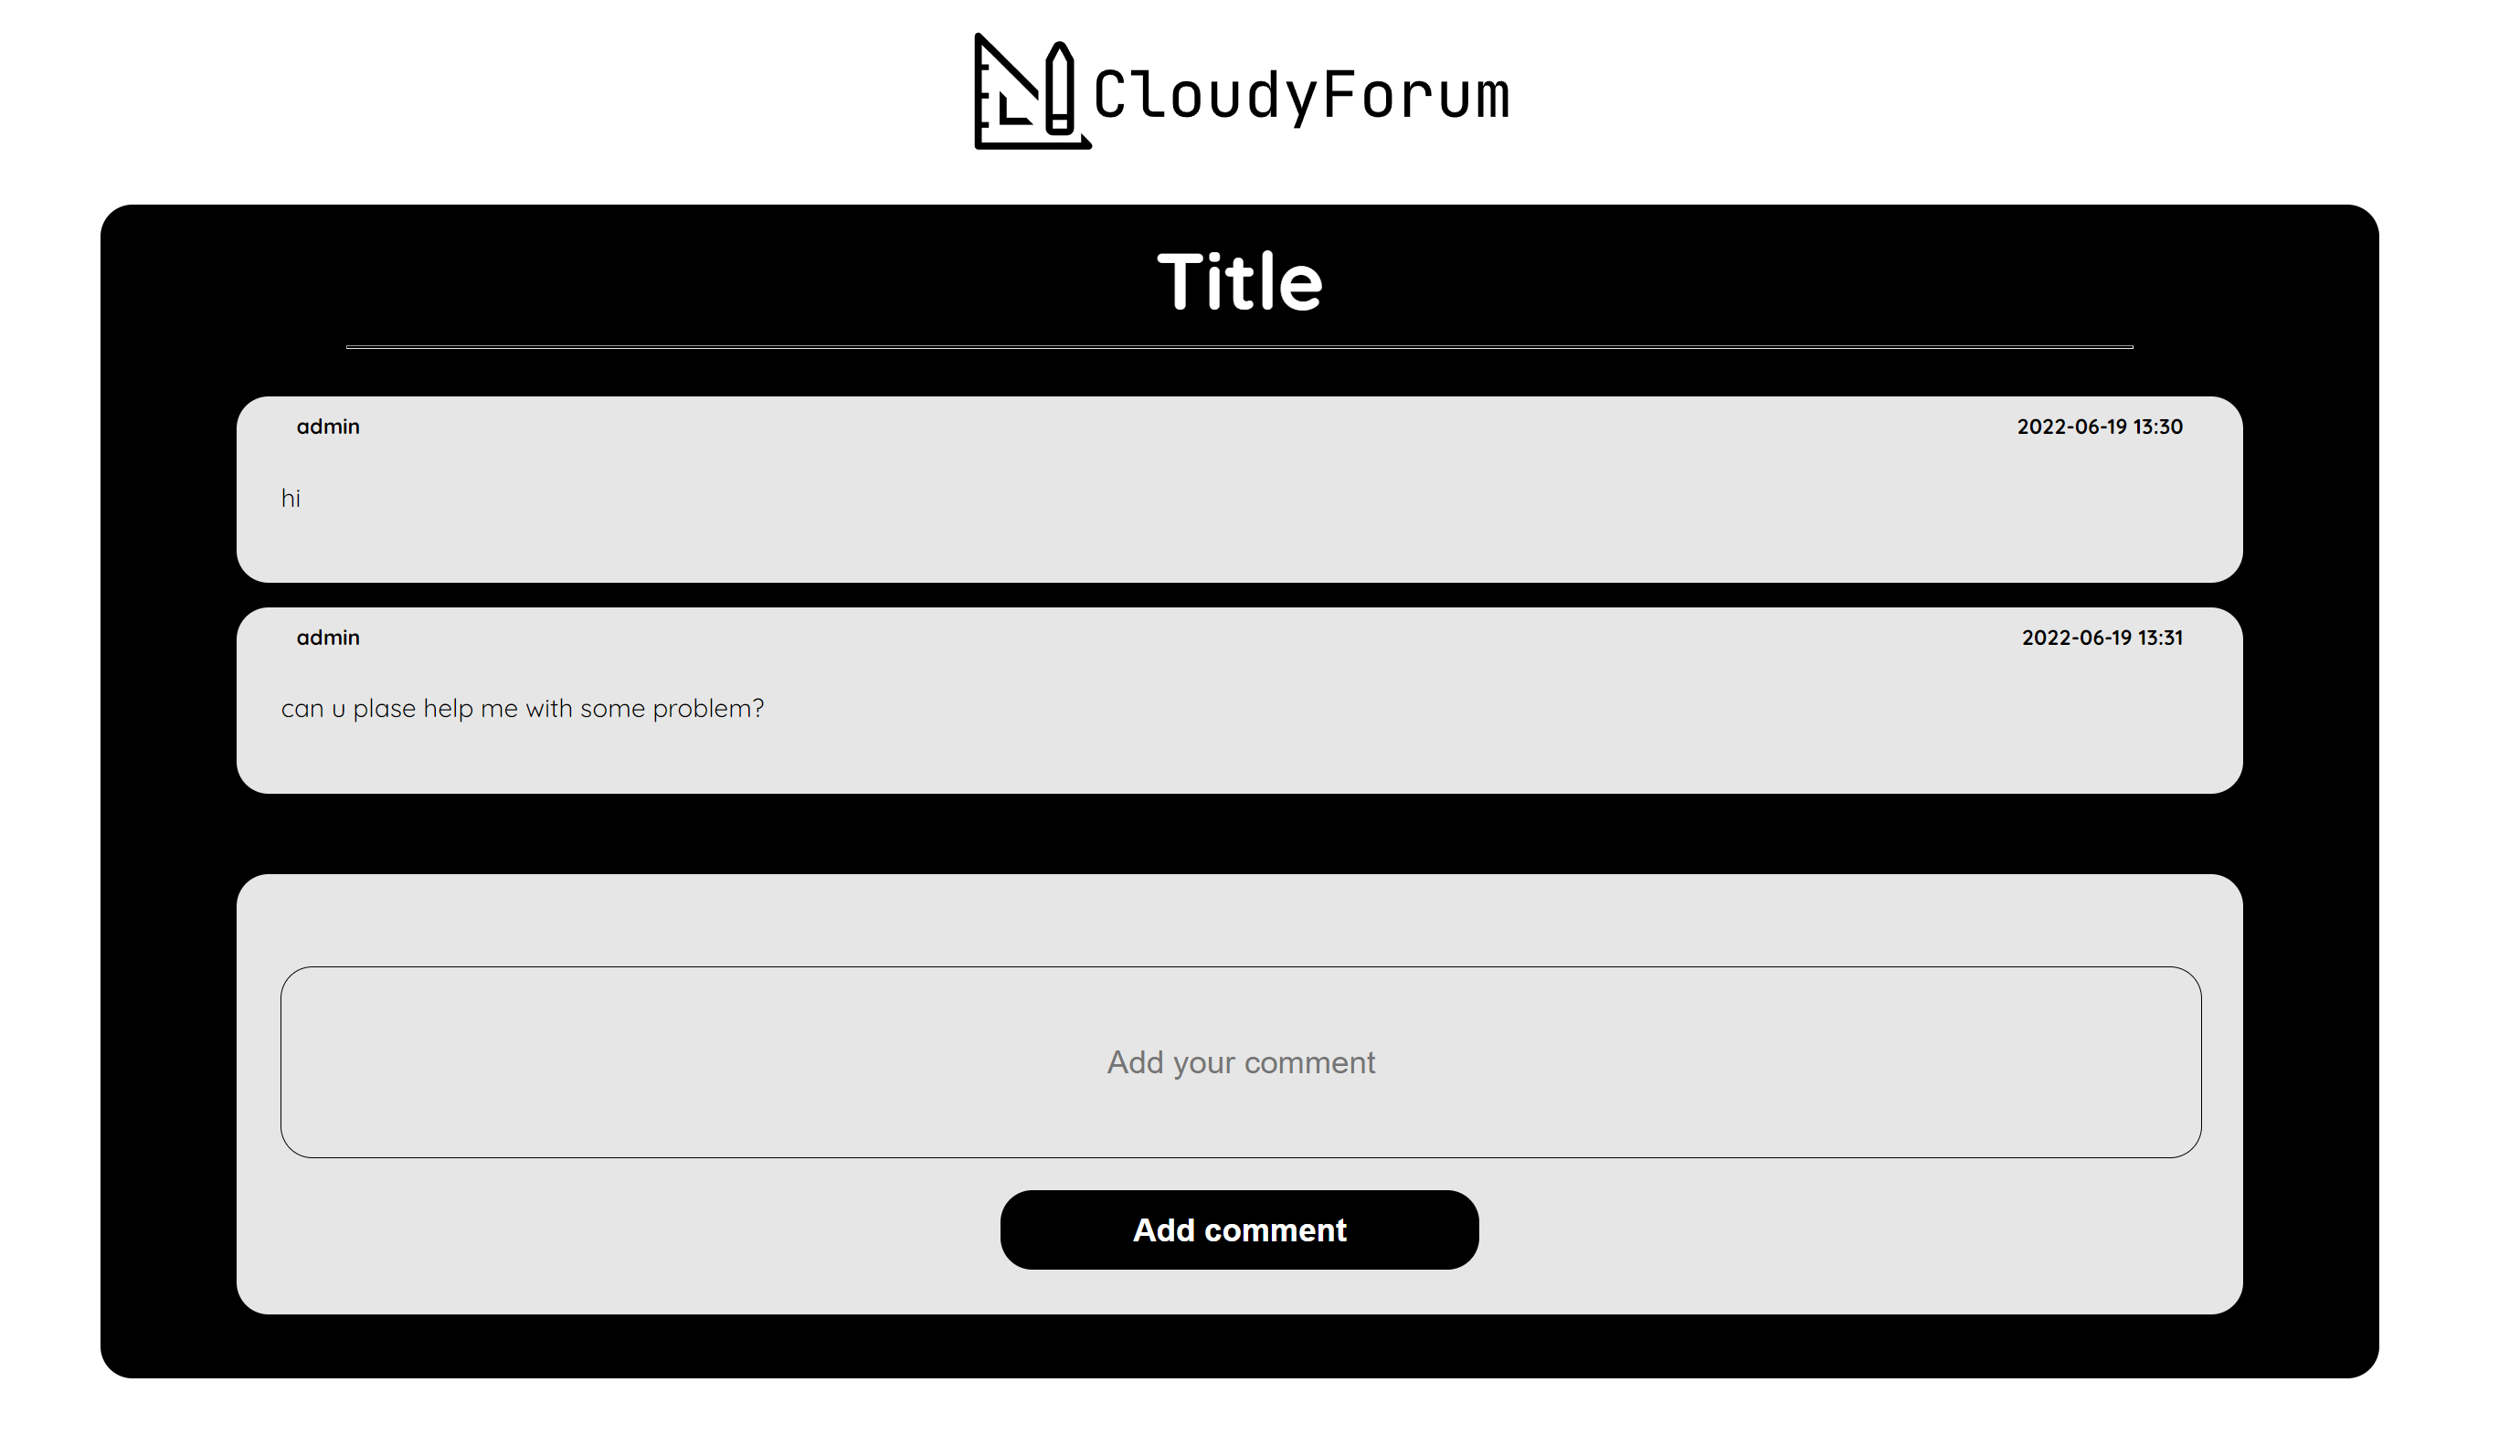 CloudyForum
Title
admin 2022-06-19 13:30
hi
admin 2022-06-19 13:31
can u plase help me with some problem?
Add your comment
Add comment